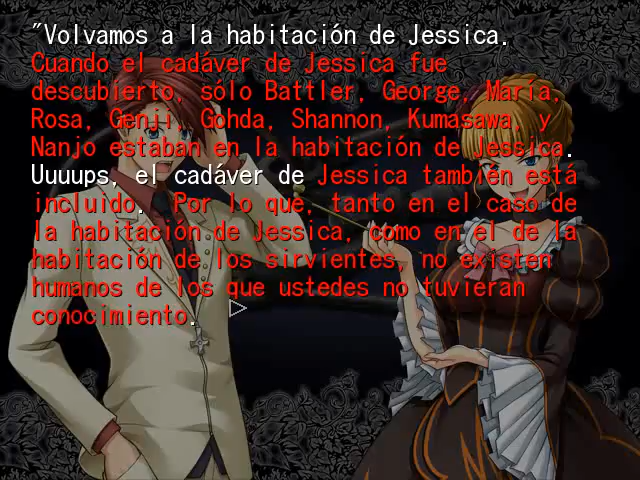 "Volvamos a la habitación de Jessica.
Cuando el cadáver de Jessica fue
descubierto, sólo Battler, George, María,
Rosa, Genji, Gohda, Shannon, Kumasawa, y
Nanjo estaban en la habitación de Jessica.
Uuuups, el cadáver de Jessica también está
incluido.  Por lo que, tanto en el caso de
la habitación de Jessica, como en el de la
habitación de los sirvientes, no existen
humanos de los que ustedes no tuvieran
conocimiento.